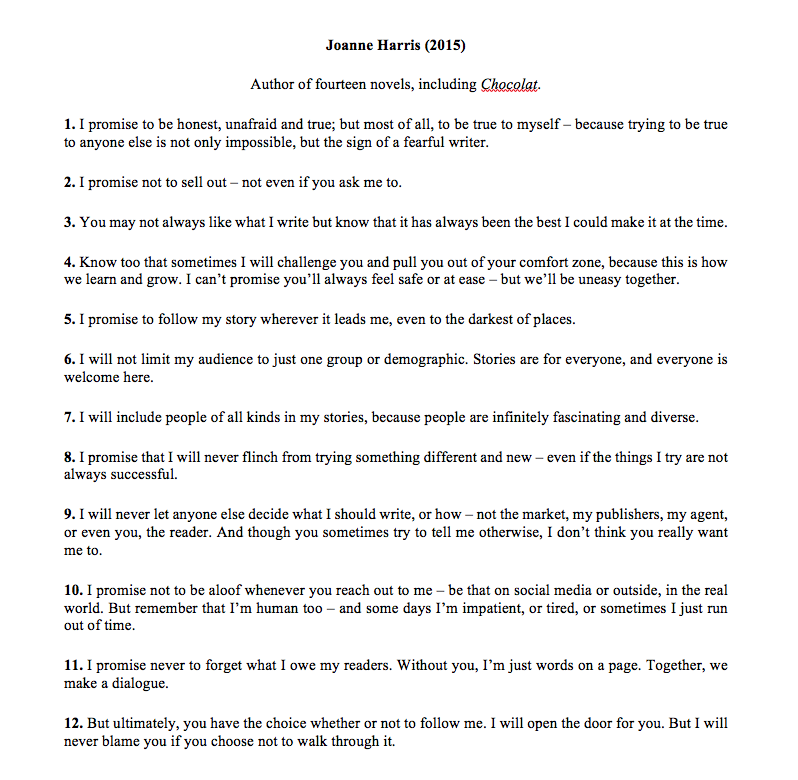 Joanne Harris (2015)
Author of fourteen novels, including Chocolat.
1. I promise to be honest, unafraid and true; but most of all, to be true to myself – because trying to be true
to anyone else is not only impossible, but the sign of a fearful writer.
2. I promise not to sell out – not even if you ask me to.
3. You may not always like what I write but know that it has always been the best I could make it at the time.
4. Know too that sometimes I will challenge you and pull you out of your comfort zone, because this is how
we learn and grow. I can’t promise you’ll always feel safe or at ease – but we’ll be uneasy together.
5. I promise to follow my story wherever it leads me, even to the darkest of places.
6. I will not limit my audience to just one group or demographic. Stories are for everyone, and everyone is
welcome here.
7. I will include people of all kinds in my stories, because people are infinitely fascinating and diverse.
8. I promise that I will never flinch from trying something different and new – even if the things I try are not
always successful.
9. I will never let anyone else decide what I should write, or how – not the market, my publishers, my agent,
or even you, the reader. And though you sometimes try to tell me otherwise, I don’t think you really want
me to.
10. I promise not to be aloof whenever you reach out to me – be that on social media or outside, in the real
world. But remember that I’m human too – and some days I’m impatient, or tired, or sometimes I just run
out of time.
11. I promise never to forget what I owe my readers. Without you, I’m just words on a page. Together, we
make a dialogue.
12. But ultimately, you have the choice whether or not to follow me. I will open the door for you. But I will
never blame you if you choose not to walk through it.